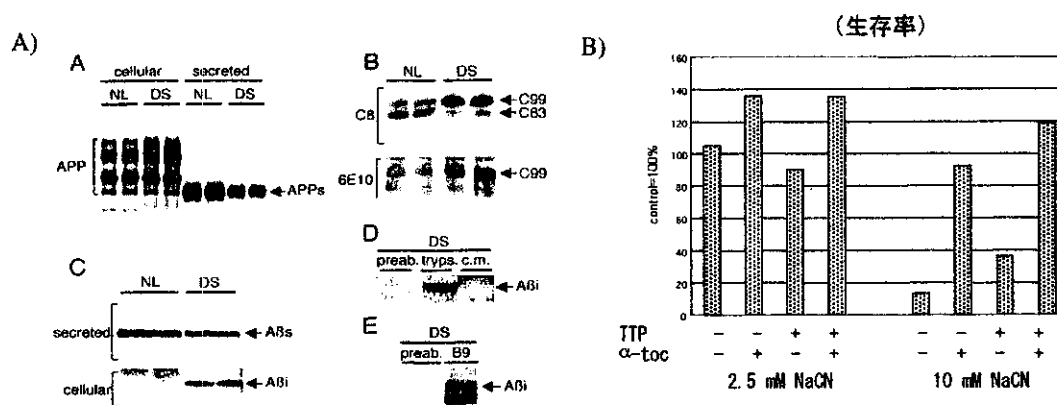 A)
A
cellular secreted
NL DS NL DS
APP
APPs
B
NL DS
C8
C99
C83
6E10
C99
C
NL DS
secreted
Aβs
cellular
Aβi
D
DS
preab. tryps. c.m.
Aβi
E
DS
preab. B9
Aβi
B)
(生存率)
control=100%
160
140
120
100
80
60
40
20
0
TTP - - + + - - + +
α-toc - + - + - + - +
2.5 mM NaCN 10 mM NaCN